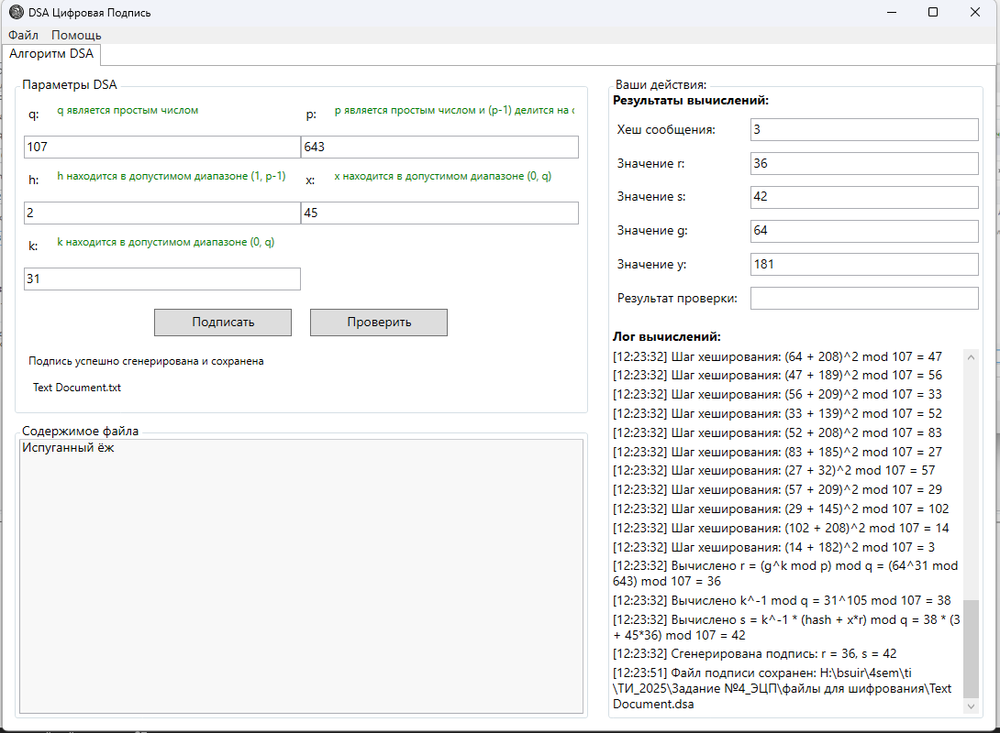 DSA Цифровая Подпись
Файл Помощь
Алгоритм DSA
Параметры DSA
q: q является простым числом
p: p является простым числом и (p-1) делится на
107
643
h: h находится в допустимом диапазоне (1, p-1)
x: x находится в допустимом диапазоне (0, q)
2
45
k: k находится в допустимом диапазоне (0, q)
31
Подписать
Проверить
Подпись успешно сгенерирована и сохранена
Text Document.txt
Содержимое файла
Испуганный ёж
Ваши действия:
Результаты вычислений:
Хеш сообщения: 3
Значение r: 36
Значение s: 42
Значение g: 64
Значение y: 181
Результат проверки:
Лог вычислений:
[12:23:32] Шаг хеширования: (64 + 208)^2 mod 107 = 47
[12:23:32] Шаг хеширования: (47 + 189)^2 mod 107 = 56
[12:23:32] Шаг хеширования: (56 + 209)^2 mod 107 = 33
[12:23:32] Шаг хеширования: (33 + 139)^2 mod 107 = 52
[12:23:32] Шаг хеширования: (52 + 208)^2 mod 107 = 83
[12:23:32] Шаг хеширования: (83 + 185)^2 mod 107 = 27
[12:23:32] Шаг хеширования: (27 + 32)^2 mod 107 = 57
[12:23:32] Шаг хеширования: (57 + 209)^2 mod 107 = 29
[12:23:32] Шаг хеширования: (29 + 145)^2 mod 107 = 102
[12:23:32] Шаг хеширования: (102 + 208)^2 mod 107 = 14
[12:23:32] Шаг хеширования: (14 + 182)^2 mod 107 = 3
[12:23:32] Вычислено r = (g^k mod p) mod q = (64^31 mod
643) mod 107 = 36
[12:23:32] Вычислено k^-1 mod q = 31^105 mod 107 = 38
[12:23:32] Вычислено s = k^-1 * (hash + x*r) mod q = 38 * (3
+ 45*36) mod 107 = 42
[12:23:32] Сгенерирована подпись: r = 36, s = 42
[12:23:51] Файл подписи сохранен: H:\bsuir\4sem\ti
\ТИ_2025\Задание №4_ЭЦП\файлы для шифрования\Text
Document.dsa